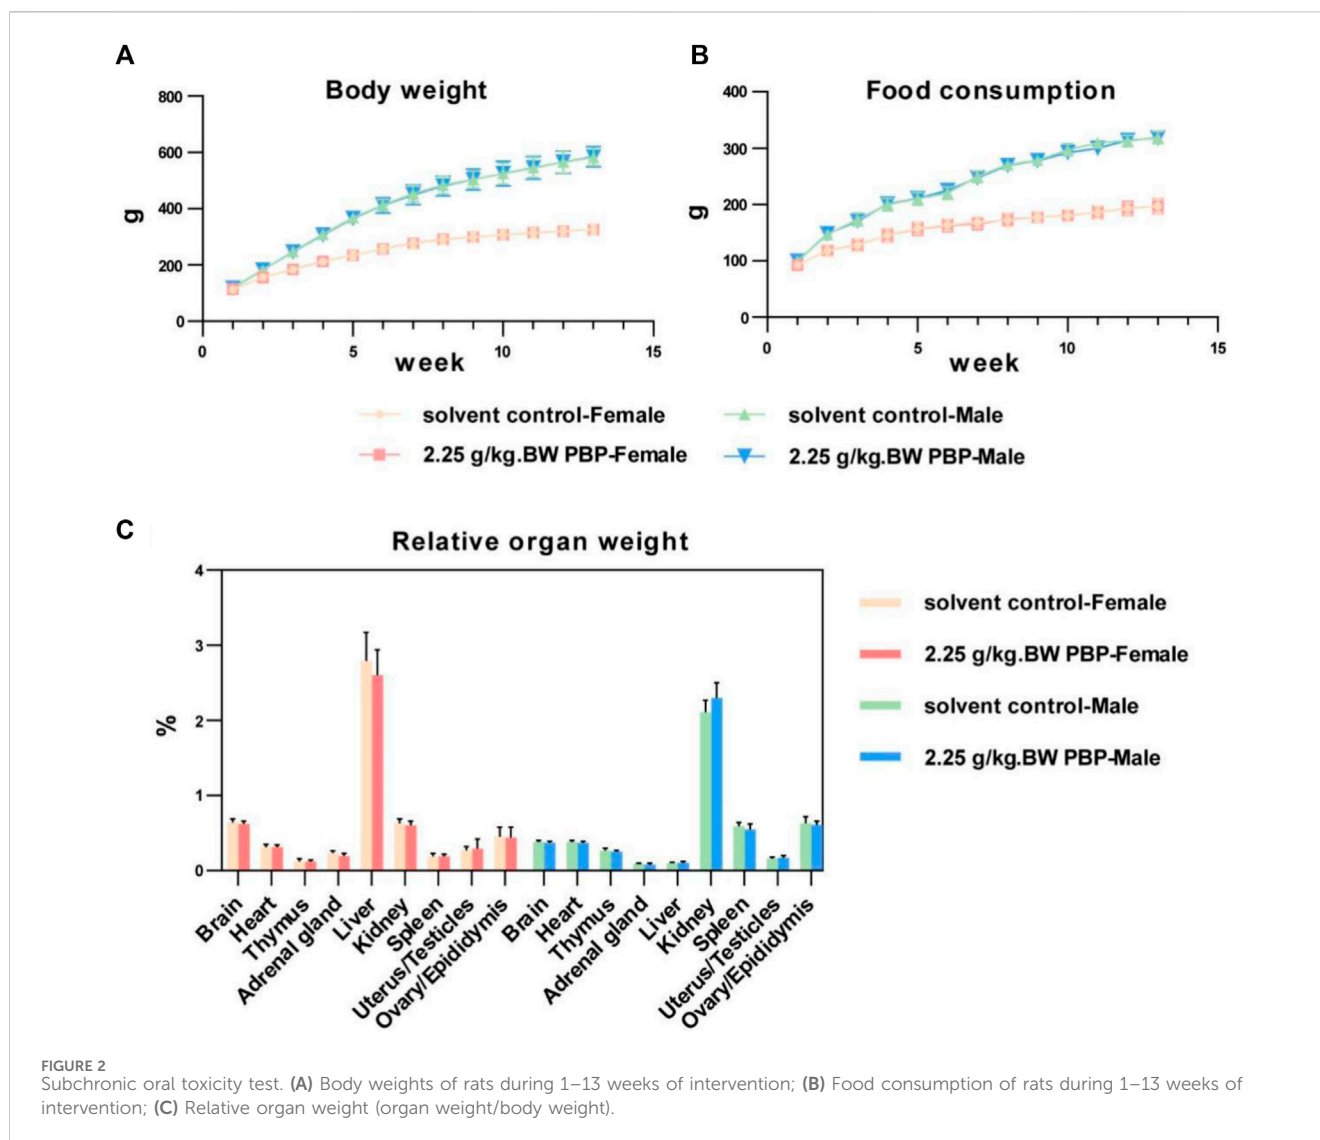 A
Body weight
800
600
400
200
0
g
0
5
10
15
week
B
Food consumption
400
300
200
100
0
g
0
5
10
15
week
solvent control-Female
solvent control-Male
2.25 g/kg.BW PBP-Female
2.25 g/kg.BW PBP-Male
C
Relative organ weight
4
3
2
1
0
%
Brain
Heart
Thymus
Adrenal gland
Liver
Kidney
Spleen
Uterus/Testicles
Ovary/Epididymis
Brain
Heart
Thymus
Adrenal gland
Liver
Kidney
Spleen
Uterus/Testicles
Ovary/Epididymis
solvent control-Female
2.25 g/kg.BW PBP-Female
solvent control-Male
2.25 g/kg.BW PBP-Male
FIGURE 2
Subchronic oral toxicity test. (A) Body weights of rats during 1–13 weeks of intervention; (B) Food consumption of rats during 1–13 weeks of
intervention; (C) Relative organ weight (organ weight/body weight).